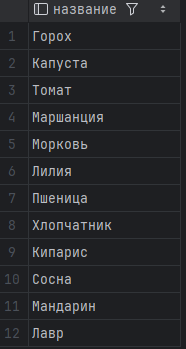 название
1 Горох
2 Капуста
3 Томат
4 Маршанция
5 Морковь
6 Лилия
7 Пшеница
8 Хлопчатник
9 Кипарис
10 Сосна
11 Мандарин
12 Лавр